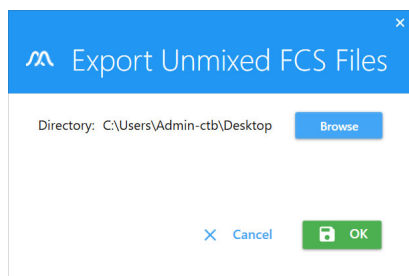 Export Unmixed FCS Files
Directory: C:\Users\Admin-ctb\Desktop Browse
Cancel OK